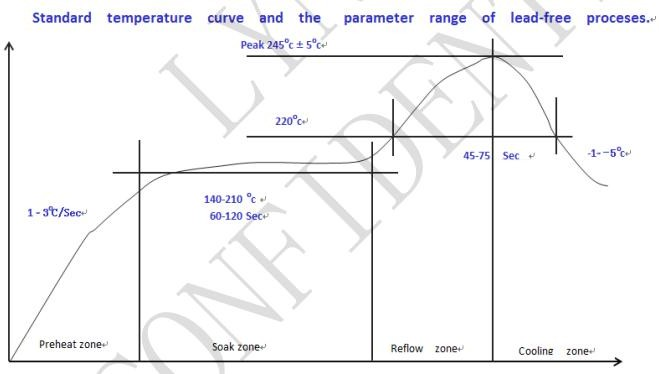 Standard temperature curve and the parameter range of lead-free proceses.
Peak 245°c ± 5°c
220°c
45-75 Sec
-1~-5°c
140-210 °c
60-120 Sec
1~3°C/Sec
Preheat zone
Soak zone
Reflow zone
Cooling zone
CONFIDENT